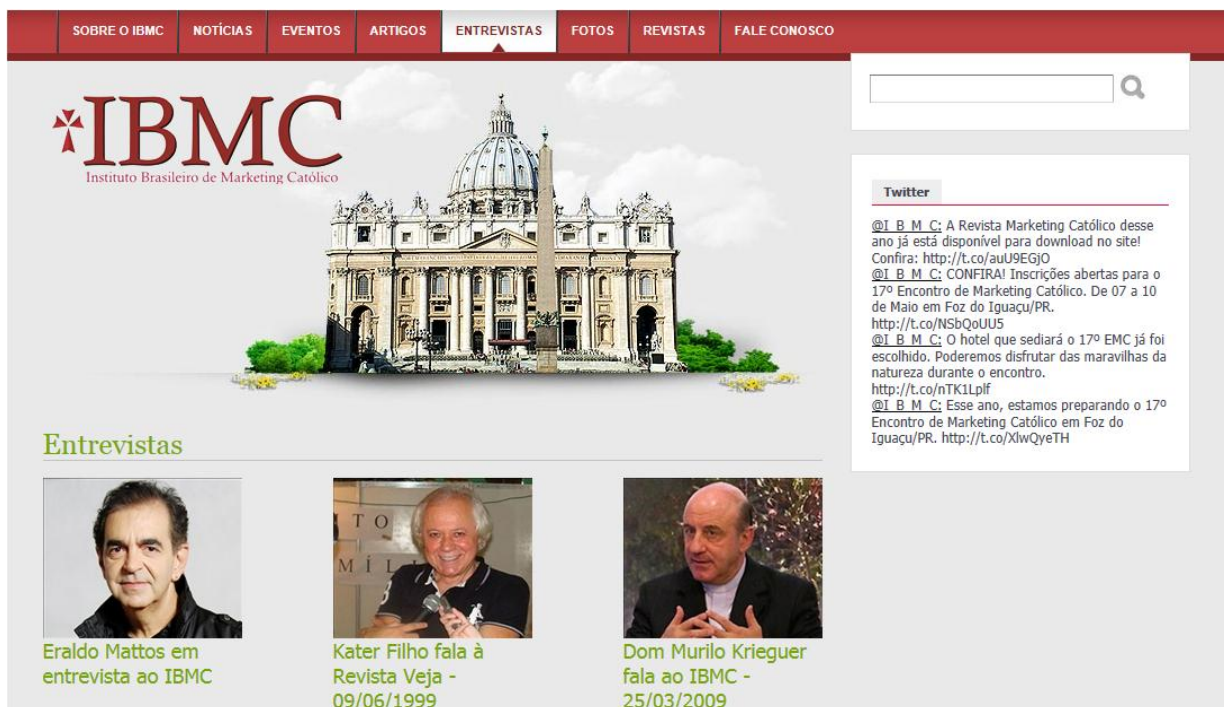 SOBRE O IBMC
NOTÍCIAS
EVENTOS
ARTIGOS
ENTREVISTAS
FOTOS
REVISTAS
FALE CONOSCO
IBMC
Instituto Brasileiro de Marketing Católico
Entrevistas
TO
MÍLI
Eraldo Mattos em
entrevista ao IBMC
Kater Filho fala à
Revista Veja -
09/06/1999
Dom Murilo Krieguer
fala ao IBMC -
25/03/2009
Twitter
@I_B_M_C: A Revista Marketing Católico desse
ano já está disponível para download no site!
Confira: http://t.co/auU9EGjO
@I_B_M_C: CONFIRA! Inscrições abertas para o
17º Encontro de Marketing Católico. De 07 a 10
de Maio em Foz do Iguaçu/PR.
http://t.co/NSbQoUU5
@I_B_M_C: O hotel que sediará o 17º EMC já foi
escolhido. Poderemos disfrutar das maravilhas da
natureza durante o encontro.
http://t.co/nTK1Lplf
@I_B_M_C: Esse ano, estamos preparando o 17º
Encontro de Marketing Católico em Foz do
Iguaçu/PR. http://t.co/XlwQyeTH